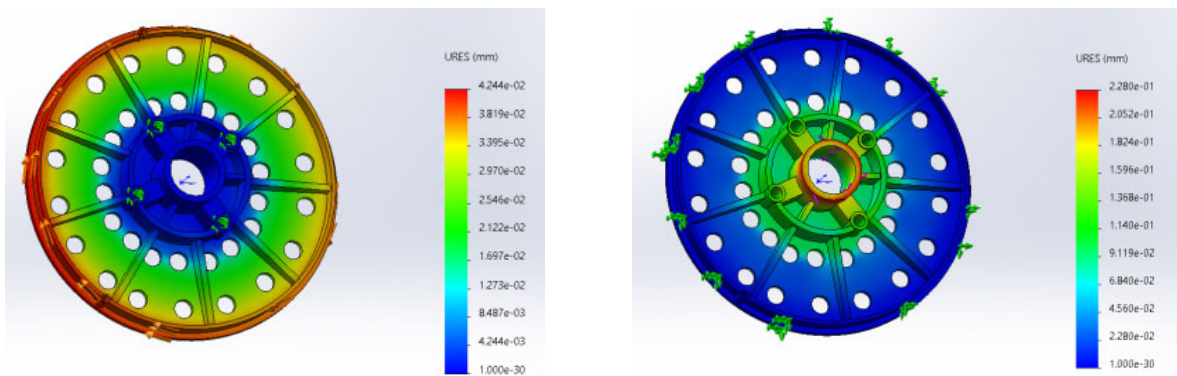 URES (mm)
4.244e-02
3.819e-02
3.395e-02
2.970e-02
2.546e-02
2.122e-02
1.697e-02
1.273e-02
8.487e-03
4.244e-03
1.000e-30
URES (mm)
2.280e-01
2.052e-01
1.824e-01
1.596e-01
1.368e-01
1.140e-01
9.119e-02
6.840e-02
4.560e-02
2.280e-02
1.000e-30